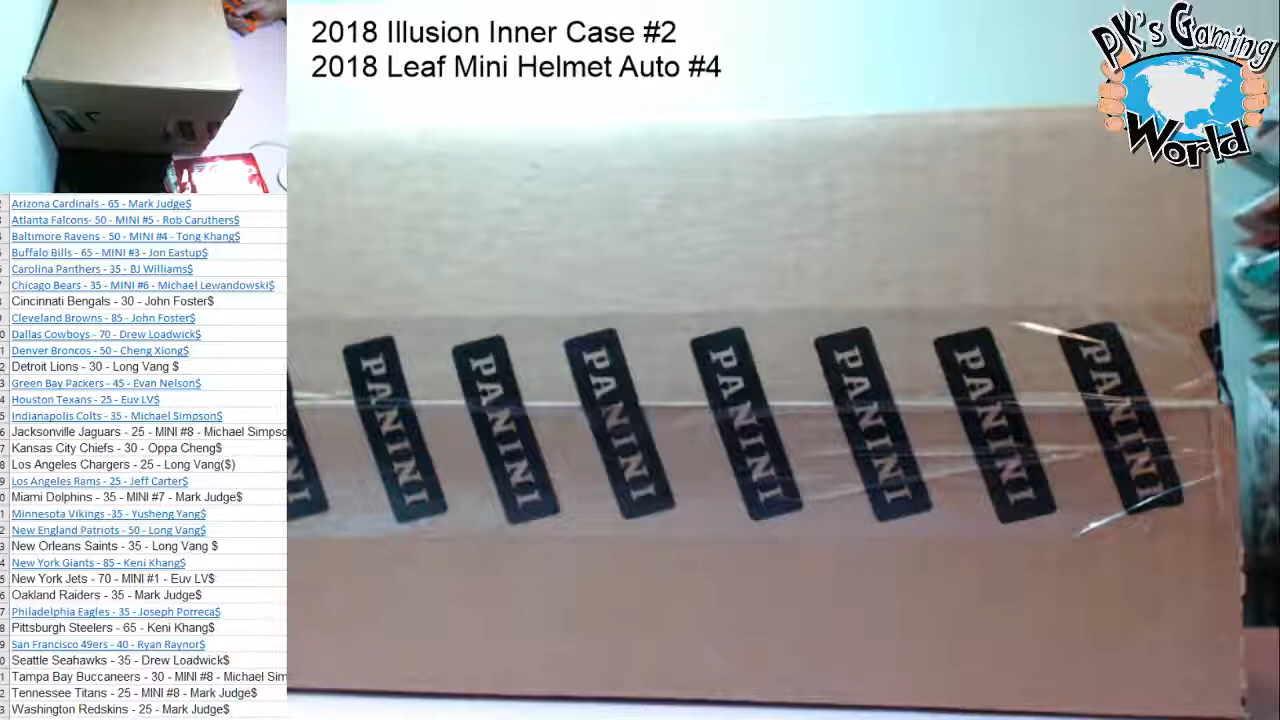 2018 Illusion Inner Case #2
2018 Leaf Mini Helmet Auto #4
PK's Gaming
World
Arizona Cardinals - 65 - Mark Judge$
Atlanta Falcons- 50 - MINI #5 - Rob Caruthers$
Baltimore Ravens - 50 - MINI #4 - Tong Khang$
Buffalo Bills - 65 - MINI #3 - Jon Eastup$
Carolina Panthers - 35 - BJ Williams$
Chicago Bears - 35 - MINI #6 - Michael Lewandowski$
Cincinnati Bengals - 30 - John Foster$
Cleveland Browns - 85 - John Foster$
Dallas Cowboys - 70 - Drew Loadwick$
Denver Broncos - 50 - Cheng Xiong$
Detroit Lions - 30 - Long Vang $
Green Bay Packers - 45 - Evan Nelson$
Houston Texans - 25 - Euv LV$
Indianapolis Colts - 35 - Michael Simpson$
Jacksonville Jaguars - 25 - MINI #8 - Michael Simpso
Kansas City Chiefs - 30 - Oppa Cheng$
Los Angeles Chargers - 25 - Long Vang($)
Los Angeles Rams - 25 - Jeff Carter$
Miami Dolphins - 35 - MINI #7 - Mark Judge$
Minnesota Vikings -35 - Yusheng Yang$
New England Patriots - 50 - Long Vang$
New Orleans Saints - 35 - Long Vang $
New York Giants - 85 - Keni Khang$
New York Jets - 70 - MINI #1 - Euv LV$
Oakland Raiders - 35 - Mark Judge$
Philadelphia Eagles - 35 - Joseph Porreca$
Pittsburgh Steelers - 65 - Keni Khang$
San Francisco 49ers - 40 - Ryan Raynor$
Seattle Seahawks - 35 - Drew Loadwick$
Tampa Bay Buccaneers - 30 - MINI #8 - Michael Sim
Tennessee Titans - 25 - MINI #8 - Mark Judge$
Washington Redskins - 25 - Mark Judge$
PANINI
PANINI
PANINI
PANINI
PANINI
PANINI
PANINI